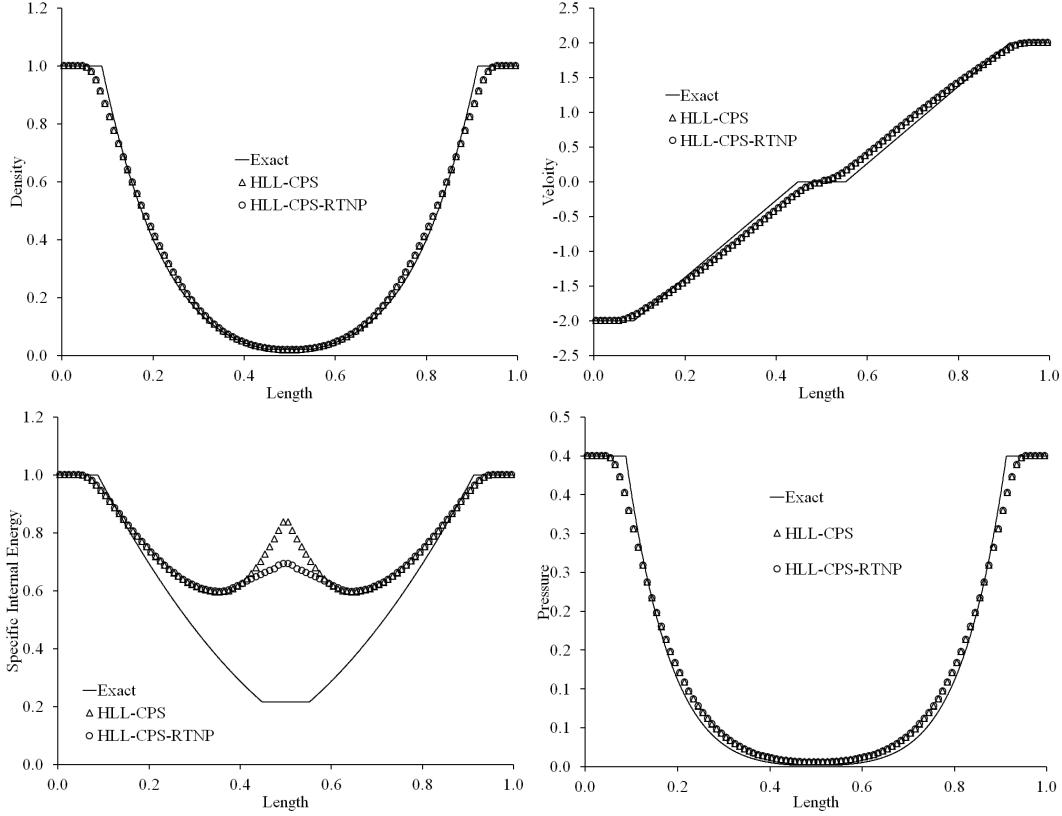 1.2
1.0
0.8
0.6
0.4
0.2
0.0
Density
Exact
HLL-CPS
HLL-CPS-RTNP
0.0 0.2 0.4 0.6 0.8 1.0
Length
2.5
2.0
1.5
1.0
0.5
0.0
-0.5
-1.0
-1.5
-2.0
-2.5
Veloity
Exact
HLL-CPS
HLL-CPS-RTNP
0.0 0.2 0.4 0.6 0.8 1.0
Length
1.2
1.0
0.8
0.6
0.4
0.2
0.0
Specific Internal Energy
Exact
HLL-CPS
HLL-CPS-RTNP
0.0 0.2 0.4 0.6 0.8 1.0
Length
0.5
0.4
0.4
0.3
0.3
0.2
0.2
0.1
0.1
0.0
Pressure
Exact
HLL-CPS
HLL-CPS-RTNP
0.0 0.2 0.4 0.6 0.8 1.0
Length